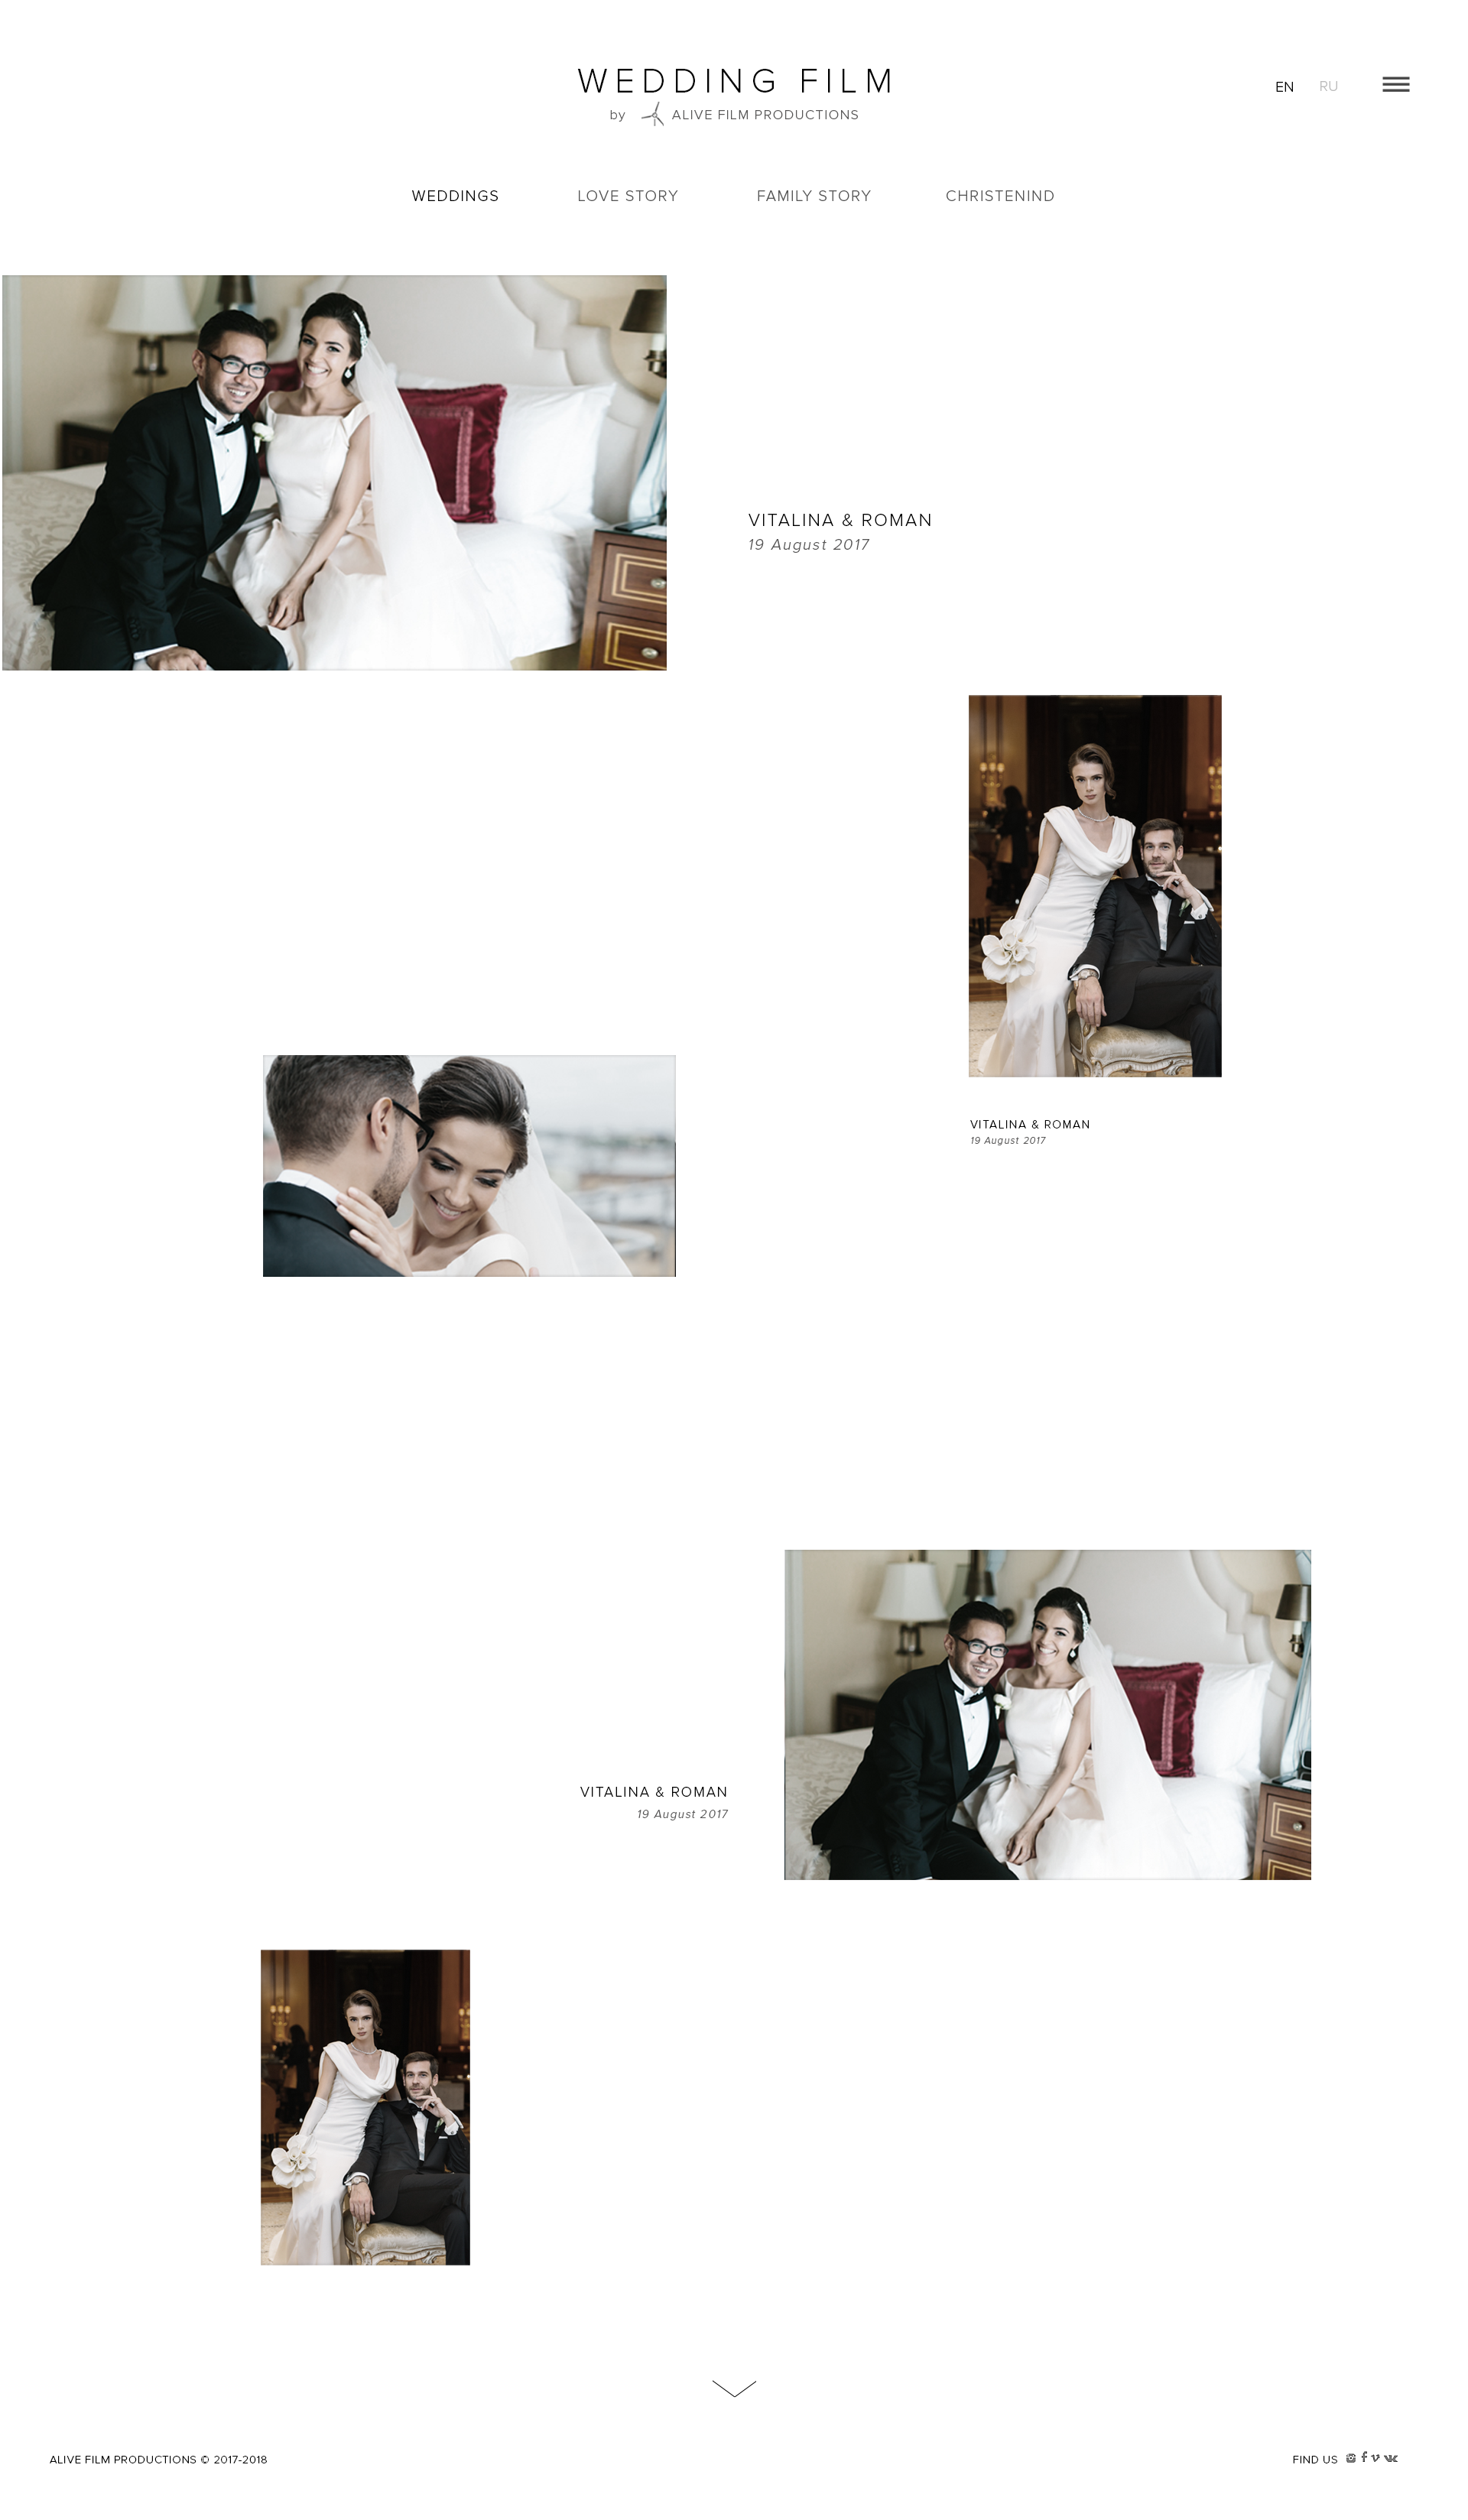 WEDDING FILM
by ALIVE FILM PRODUCTIONS
EN RU
WEDDINGS LOVE STORY FAMILY STORY CHRISTENIND
VITALINA & ROMAN
19 August 2017
VITALINA & ROMAN
19 August 2017
VITALINA & ROMAN
19 August 2017
ALIVE FILM PRODUCTIONS © 2017-2018
FIND US